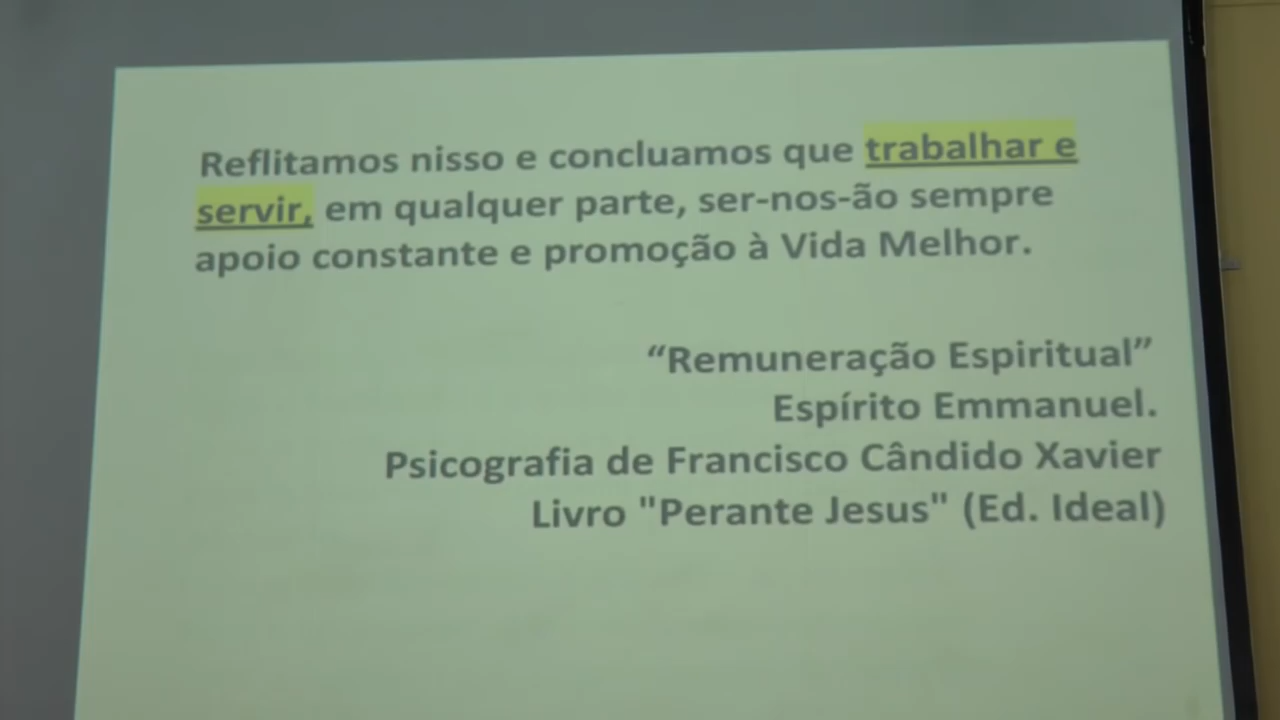 Reflitamos nisso e concluamos que trabalhar e
servir, em qualquer parte, ser-nos-ão sempre
apoio constante e promoção à Vida Melhor.
“Remuneração Espiritual”
Espírito Emmanuel.
Psicografia de Francisco Cândido Xavier
Livro "Perante Jesus" (Ed. Ideal)